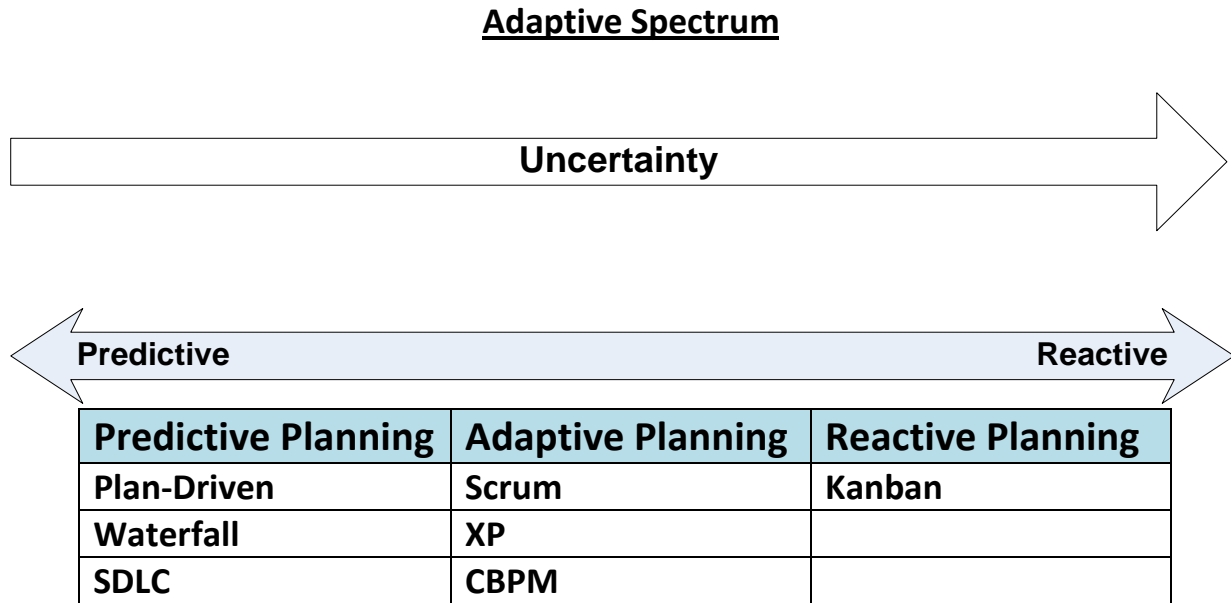 Adaptive Spectrum
Uncertainty
Predictive Reactive
Predictive Planning Adaptive Planning Reactive Planning
Plan-Driven Scrum Kanban
Waterfall XP
SDLC CBPM